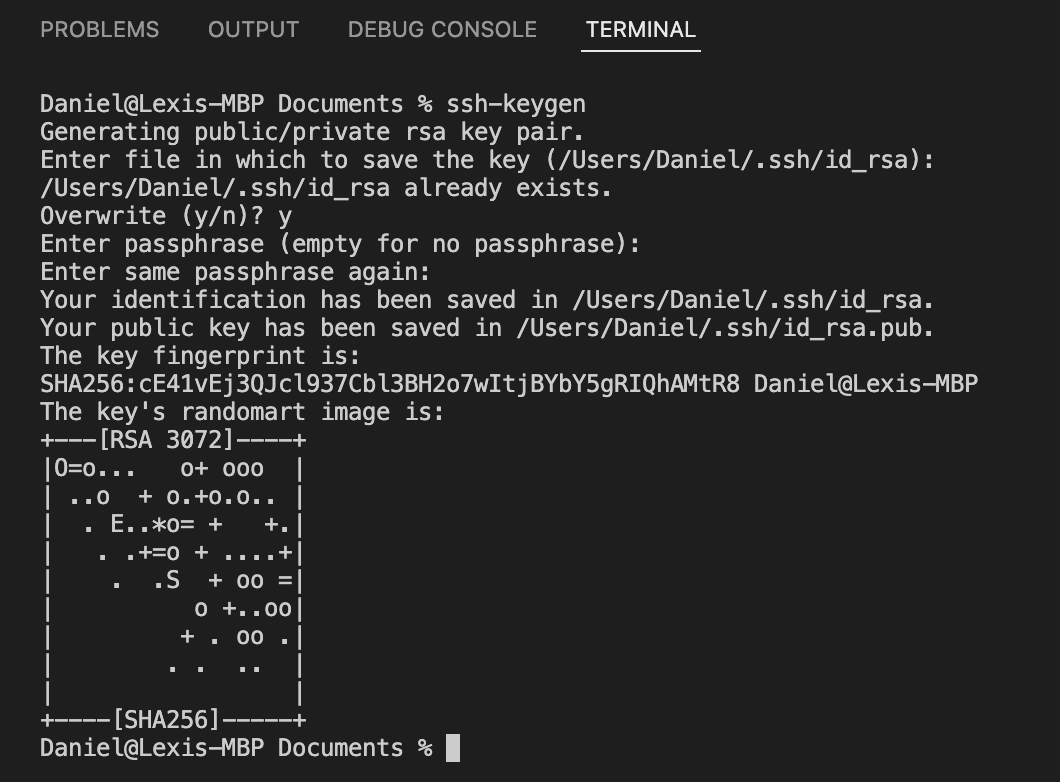 PROBLEMS OUTPUT DEBUG CONSOLE TERMINAL
Daniel@Lexis-MBP Documents % ssh-keygen
Generating public/private rsa key pair.
Enter file in which to save the key (/Users/Daniel/.ssh/id_rsa):
/Users/Daniel/.ssh/id_rsa already exists.
Overwrite (y/n)? y
Enter passphrase (empty for no passphrase):
Enter same passphrase again:
Your identification has been saved in /Users/Daniel/.ssh/id_rsa.
Your public key has been saved in /Users/Daniel/.ssh/id_rsa.pub.
The key fingerprint is:
SHA256:cE41vEj3QJcl937Cbl3BH2o7wItjBYbY5gRIQhAMtR8 Daniel@Lexis-MBP
The key's randomart image is:
+---[RSA 3072]----+
|O=o...   o+ ooo  |
| ..o  + o.+o.o.. |
|  . E..*o= +   +.|
|   . .+=o + ....+|
|    .  .S  + oo =|
|          o +..oo|
|         + . oo .|
|        . .  ..  |
|                 |
+----[SHA256]-----+
Daniel@Lexis-MBP Documents %